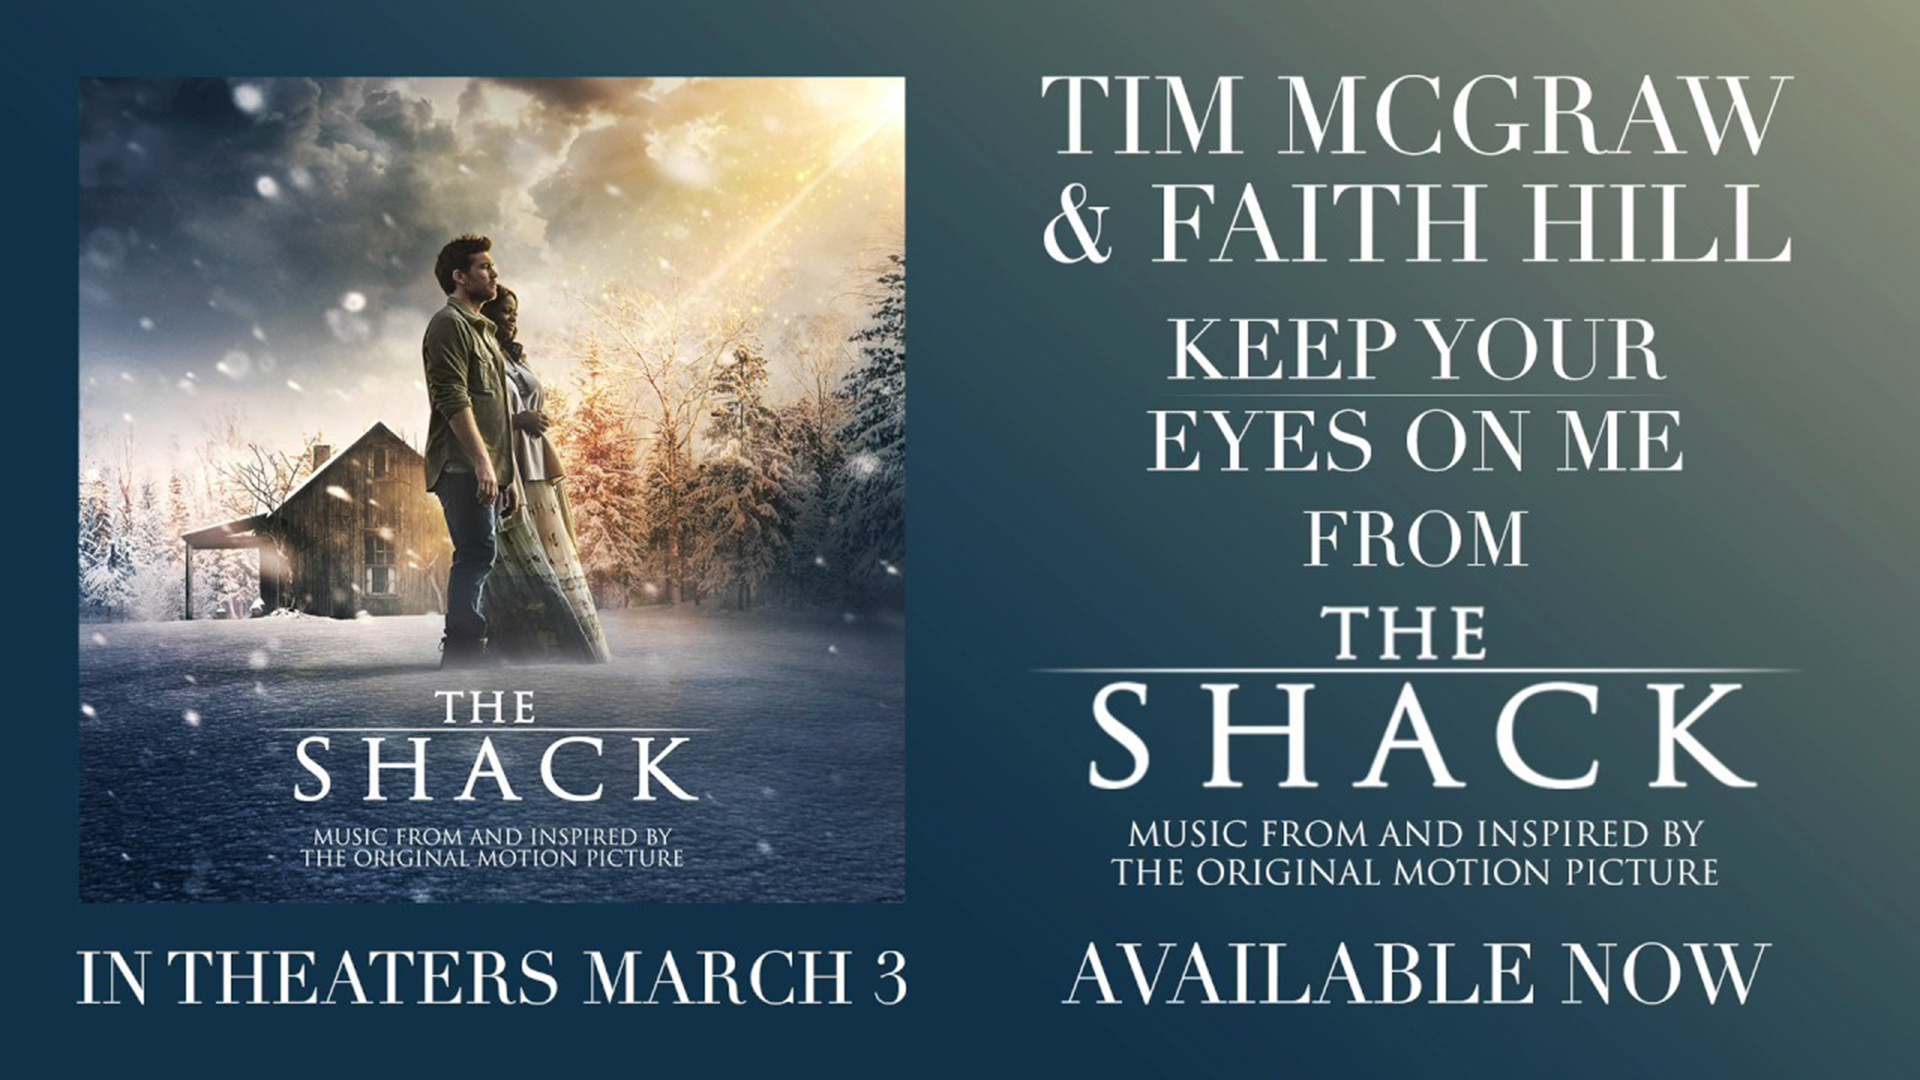 THE
SHACK
MUSIC FROM AND INSPIRED BY
THE ORIGINAL MOTION PICTURE
IN THEATERS MARCH 3
TIM MCGRAW
& FAITH HILL
KEEP YOUR
EYES ON ME
FROM
THE
SHACK
MUSIC FROM AND INSPIRED BY
THE ORIGINAL MOTION PICTURE
AVAILABLE NOW